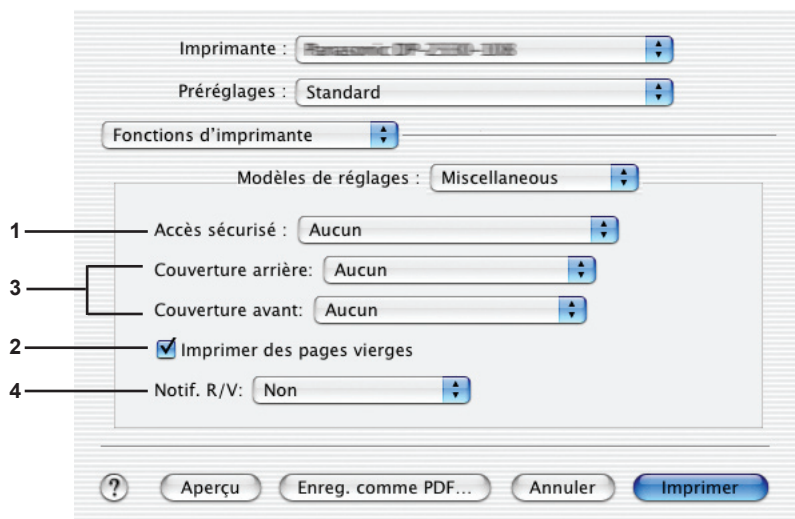 Imprimante :
Préréglages : Standard
Fonctions d'imprimante
Modèles de réglages : Miscellaneous
1 Accès sécurisé : Aucun
3 Couverture arrière: Aucun
Couverture avant: Aucun
2 Imprimer des pages vierges
4 Notif. R/V: Non
? Aperçu Enreg. comme PDF... Annuler Imprimer